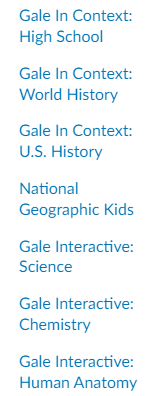 Gale In Context:
High School
Gale In Context:
World History
Gale In Context:
U.S. History
National
Geographic Kids
Gale Interactive:
Science
Gale Interactive:
Chemistry
Gale Interactive:
Human Anatomy